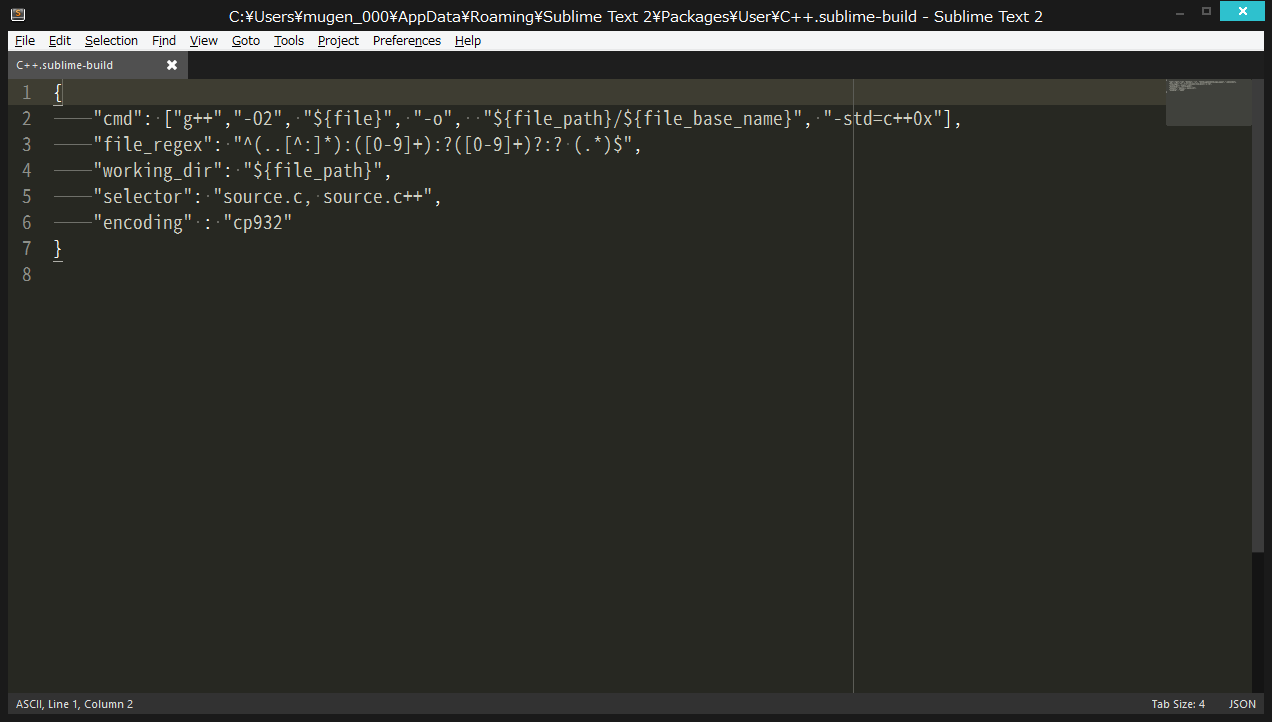 C:¥Users¥mugen_000¥AppData¥Roaming¥Sublime Text 2¥Packages¥User¥C++.sublime-build - Sublime Text 2
File Edit Selection Find View Goto Tools Project Preferences Help
C++.sublime-build
1 {
2 "cmd": ["g++","-O2", "${file}", "-o",  "${file_path}/${file_base_name}", "-std=c++0x"],
3 "file_regex": "^(..[^:]*):([0-9]+):?([0-9]+)?:? (.*)$",
4 "working_dir": "${file_path}",
5 "selector": "source.c, source.c++",
6 "encoding" : "cp932"
7 }
8
ASCII, Line 1, Column 2 Tab Size: 4 JSON